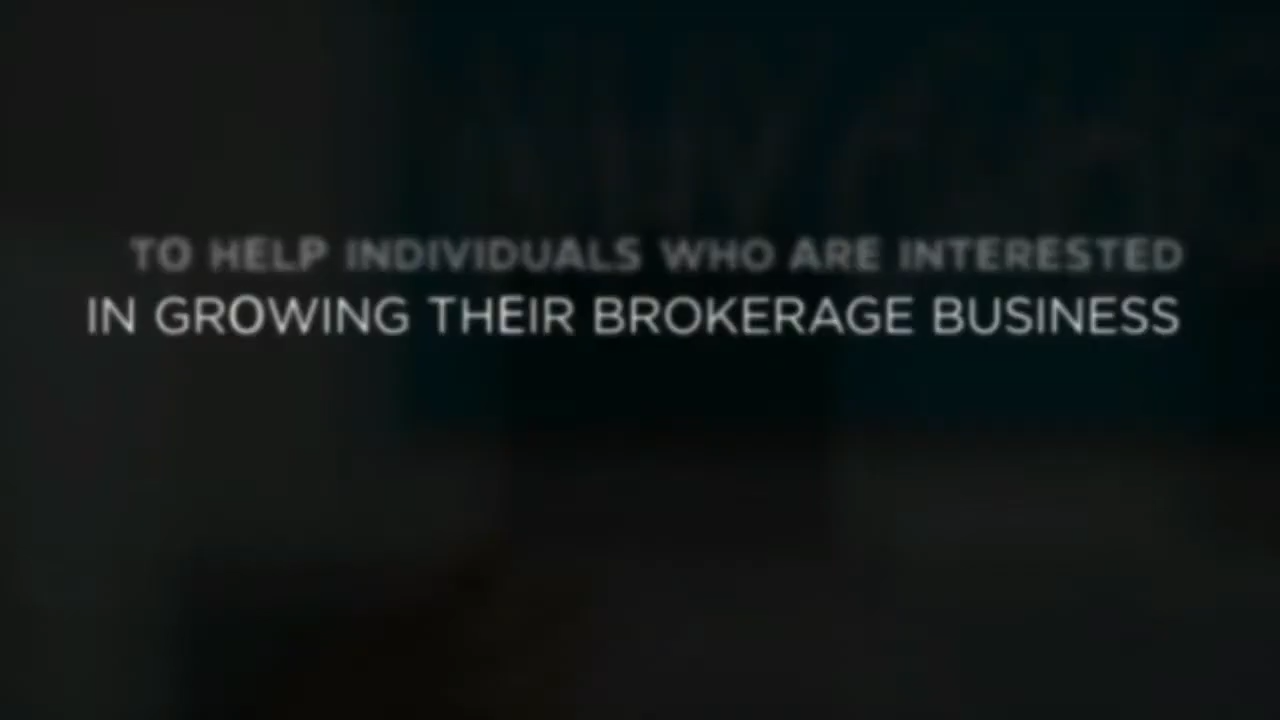 TO HELP INDIVIDUALS WHO ARE INTERESTED
IN GROWING THEIR BROKERAGE BUSINESS